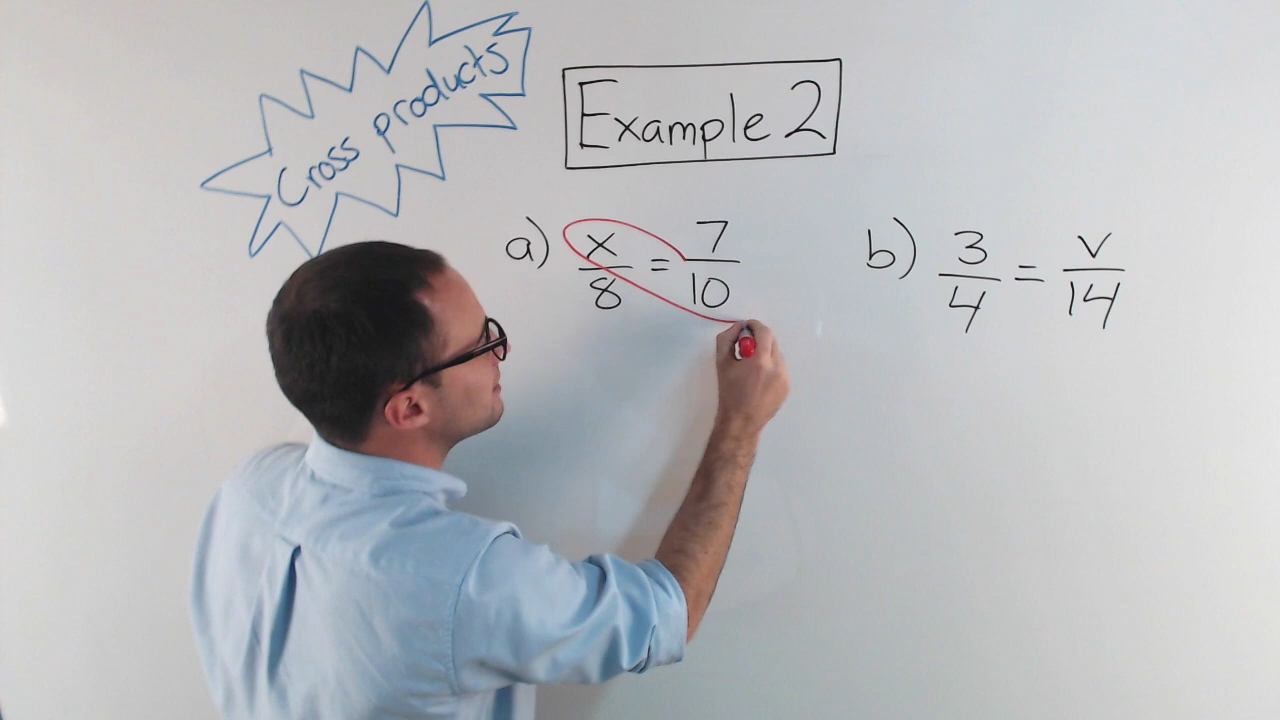 Cross products
Example 2
a) x/8 = 7/10
b) 3/4 = v/14